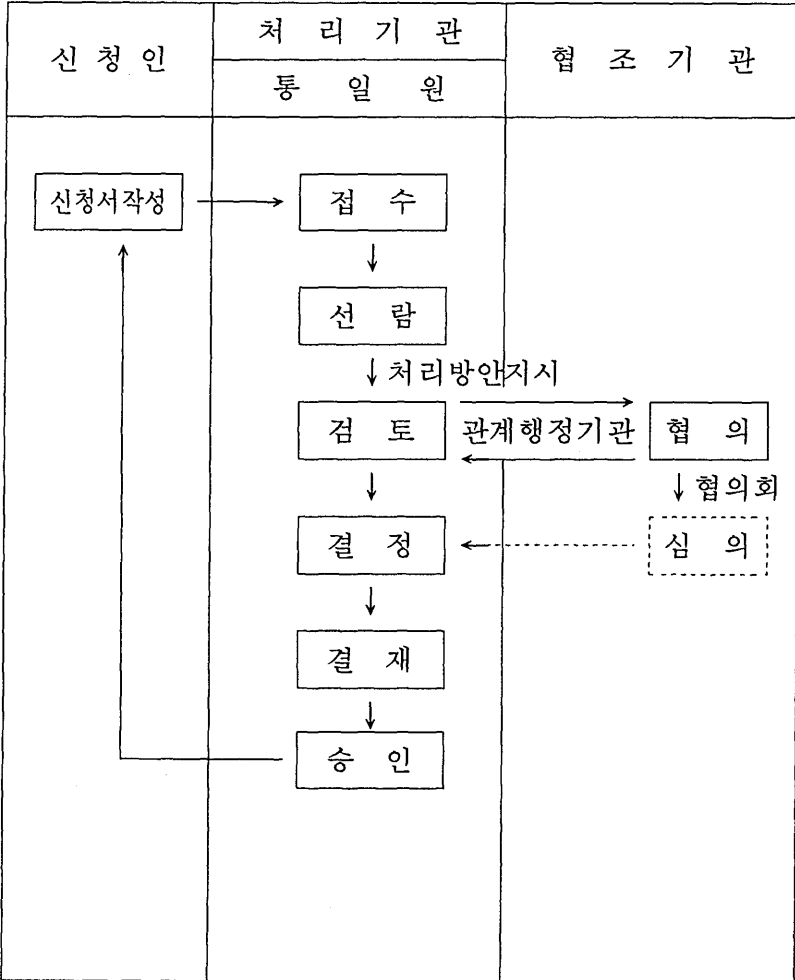 신 청 인
처 리 기 관
통 일 원
협 조 기 관
신청서작성
접 수
선 람
처리방안지시
검 토
관계행정기관
협 의
협의회
결 정
심 의
결 재
승 인